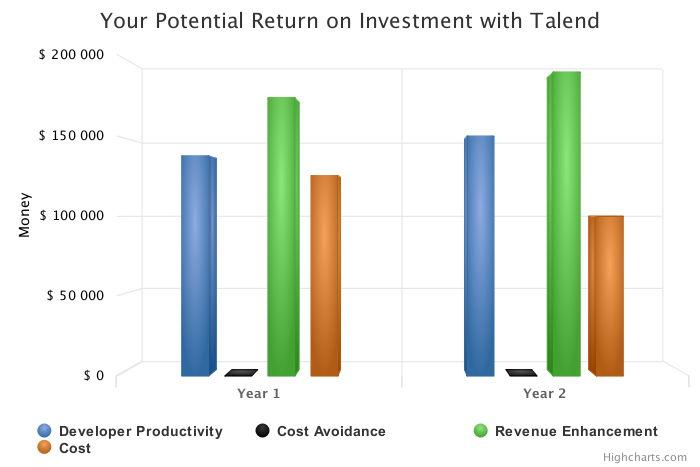 Your Potential Return on Investment with Talend
$ 200 000
$ 150 000
$ 100 000
$ 50 000
$ 0
Money
Year 1
Year 2
Developer Productivity
Cost Avoidance
Revenue Enhancement
Cost
Highcharts.com